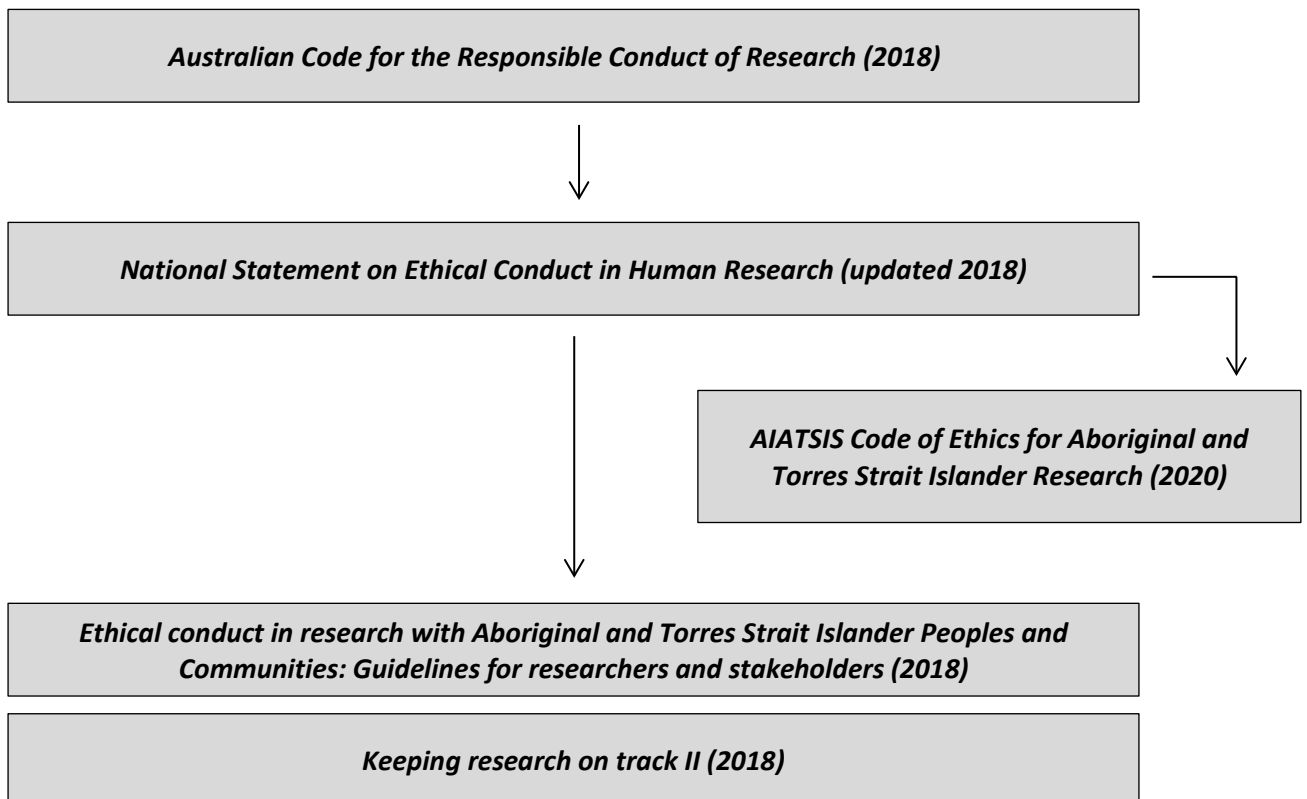 Australian Code for the Responsible Conduct of Research (2018)
National Statement on Ethical Conduct in Human Research (updated 2018)
AIATSIS Code of Ethics for Aboriginal and
Torres Strait Islander Research (2020)
Ethical conduct in research with Aboriginal and Torres Strait Islander Peoples and
Communities: Guidelines for researchers and stakeholders (2018)
Keeping research on track II (2018)